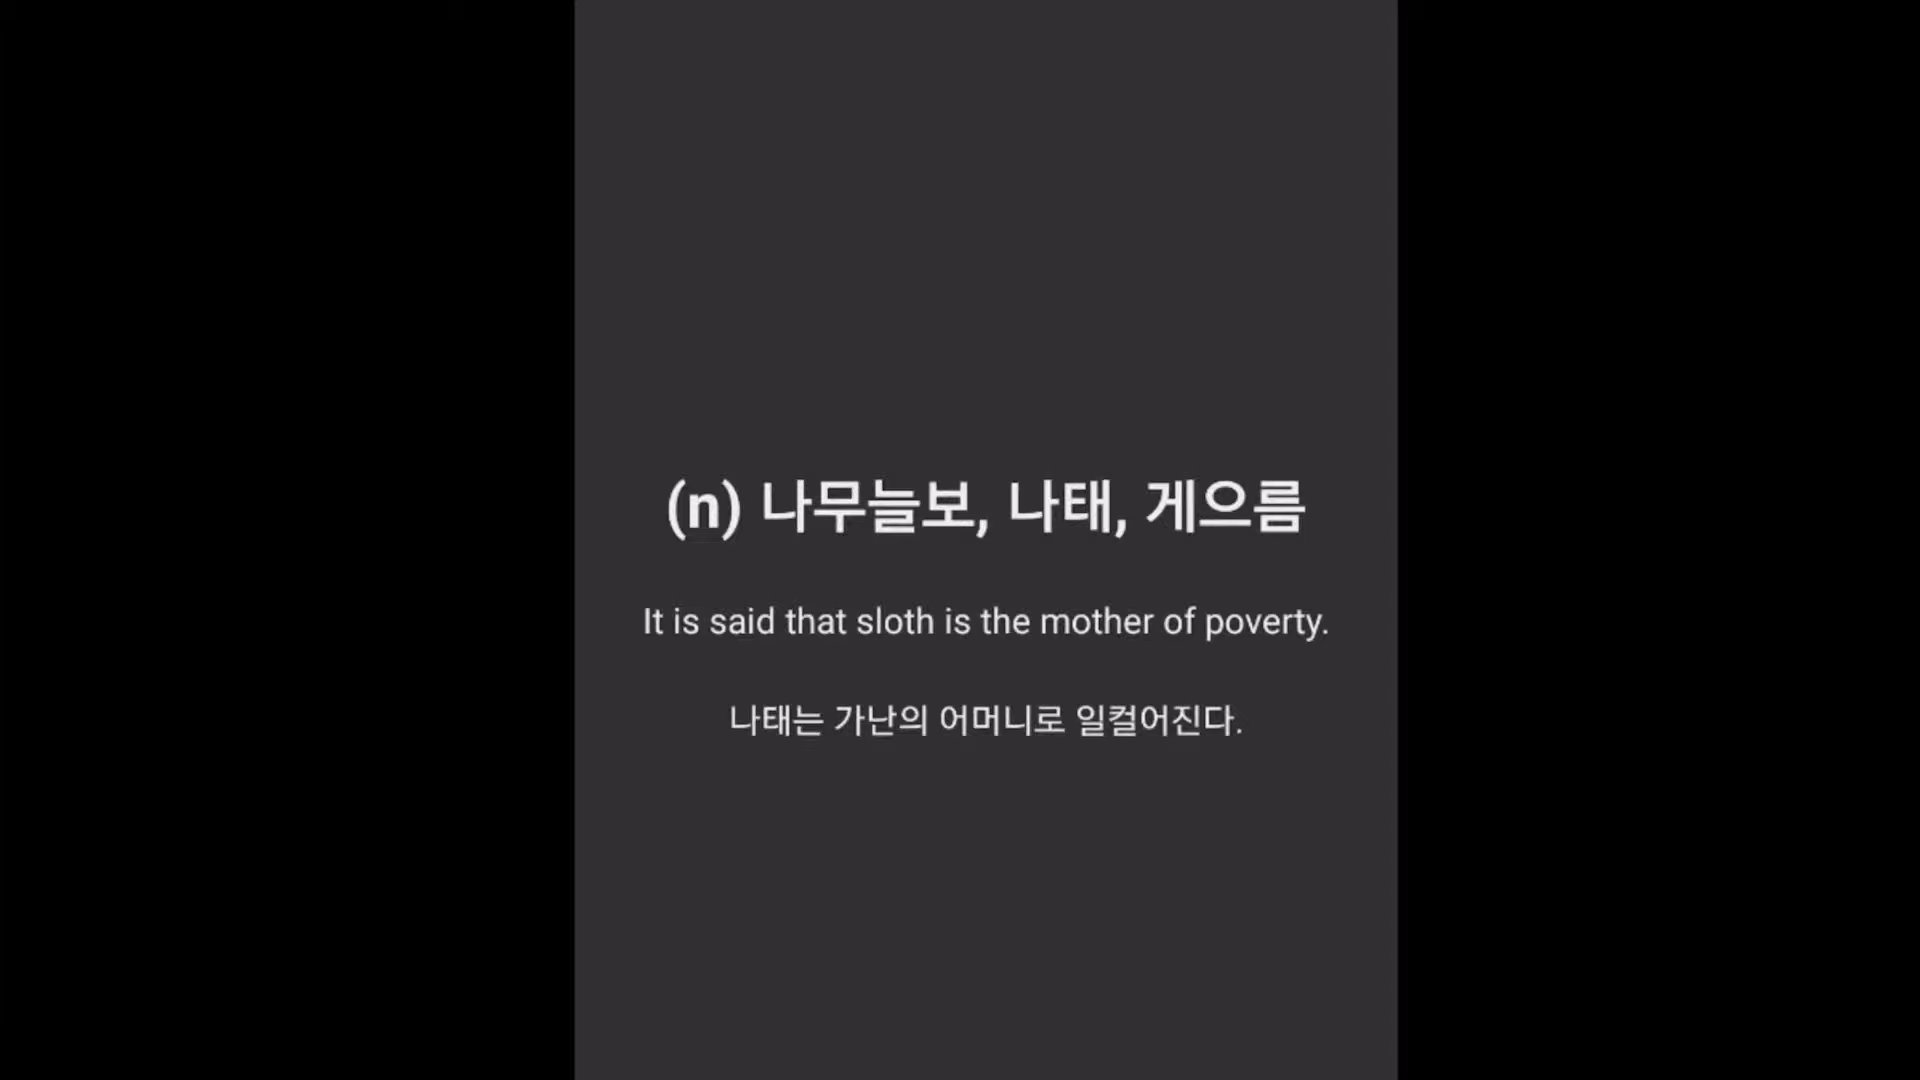 (n) 나무늘보, 나태, 게으름
It is said that sloth is the mother of poverty.
나태는 가난의 어머니로 일컬어진다.